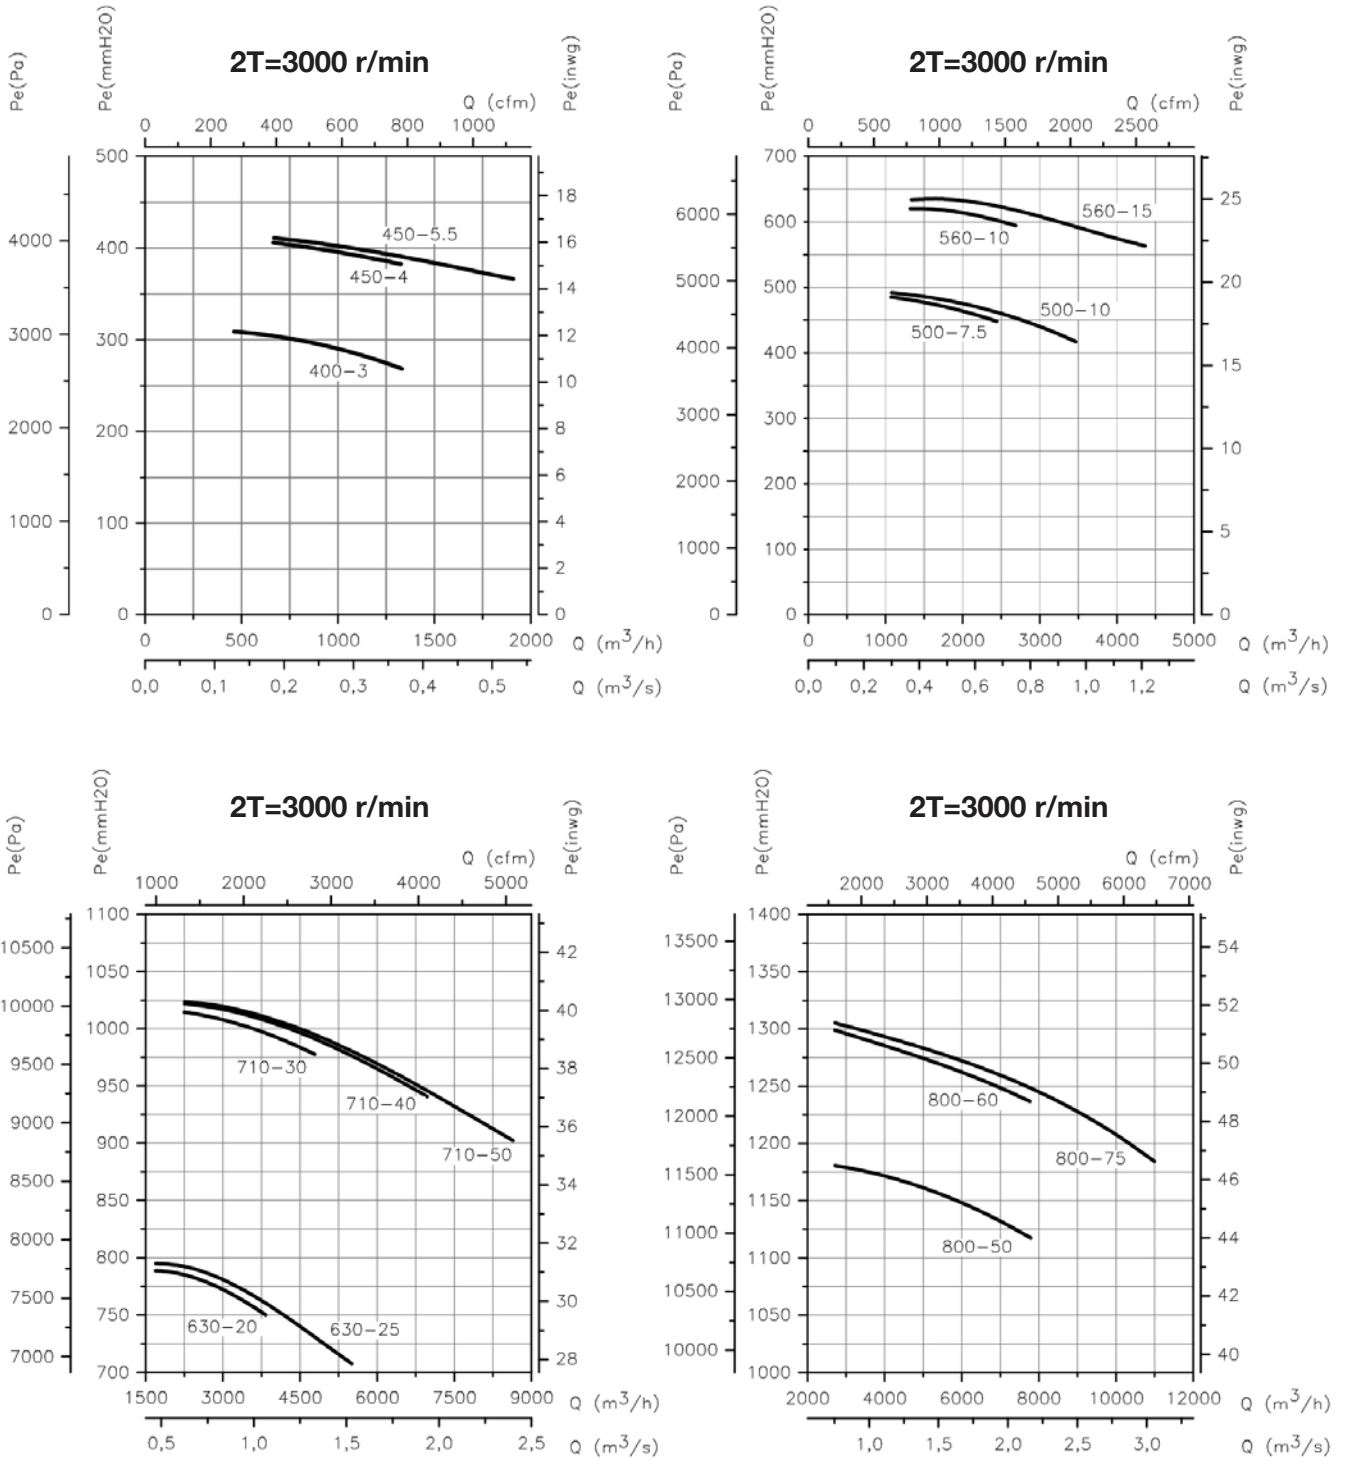 2T=3000 r/min
Pe(Pa)
Pe(mmH2O)
Pe(inwg)
Q (cfm)
0 200 400 600 800 1000
500 400 300 200 100 0
4000 3000 2000 1000 0
18 16 14 12 10 8 6 4 2 0
450-5.5
450-4
400-3
0 500 1000 1500 2000 Q (m³/h)
0,0 0,1 0,2 0,3 0,4 0,5 Q (m³/s)
2T=3000 r/min
Pe(Pa)
Pe(mmH2O)
Pe(inwg)
Q (cfm)
0 500 1000 1500 2000 2500
700 600 500 400 300 200 100 0
6000 5000 4000 3000 2000 1000 0
25 20 15 10 5 0
560-15
560-10
500-10
500-7.5
0 1000 2000 3000 4000 5000 Q (m³/h)
0,0 0,2 0,4 0,6 0,8 1,0 1,2 Q (m³/s)
2T=3000 r/min
Pe(Pa)
Pe(mmH2O)
Pe(inwg)
Q (cfm)
1000 2000 3000 4000 5000
1100 1050 1000 950 900 850 800 750 700
10500 10000 9500 9000 8500 8000 7500 7000
42 40 38 36 34 32 30 28
710-30
710-40
710-50
630-20
630-25
1500 3000 4500 6000 7500 9000 Q (m³/h)
0,5 1,0 1,5 2,0 2,5 Q (m³/s)
2T=3000 r/min
Pe(Pa)
Pe(mmH2O)
Pe(inwg)
Q (cfm)
2000 3000 4000 5000 6000 7000
1400 1350 1300 1250 1200 1150 1100 1050 1000
13500 13000 12500 12000 11500 11000 10500 10000
54 52 50 48 46 44 42 40
800-60
800-75
800-50
2000 4000 6000 8000 10000 12000 Q (m³/h)
1,0 1,5 2,0 2,5 3,0 Q (m³/s)